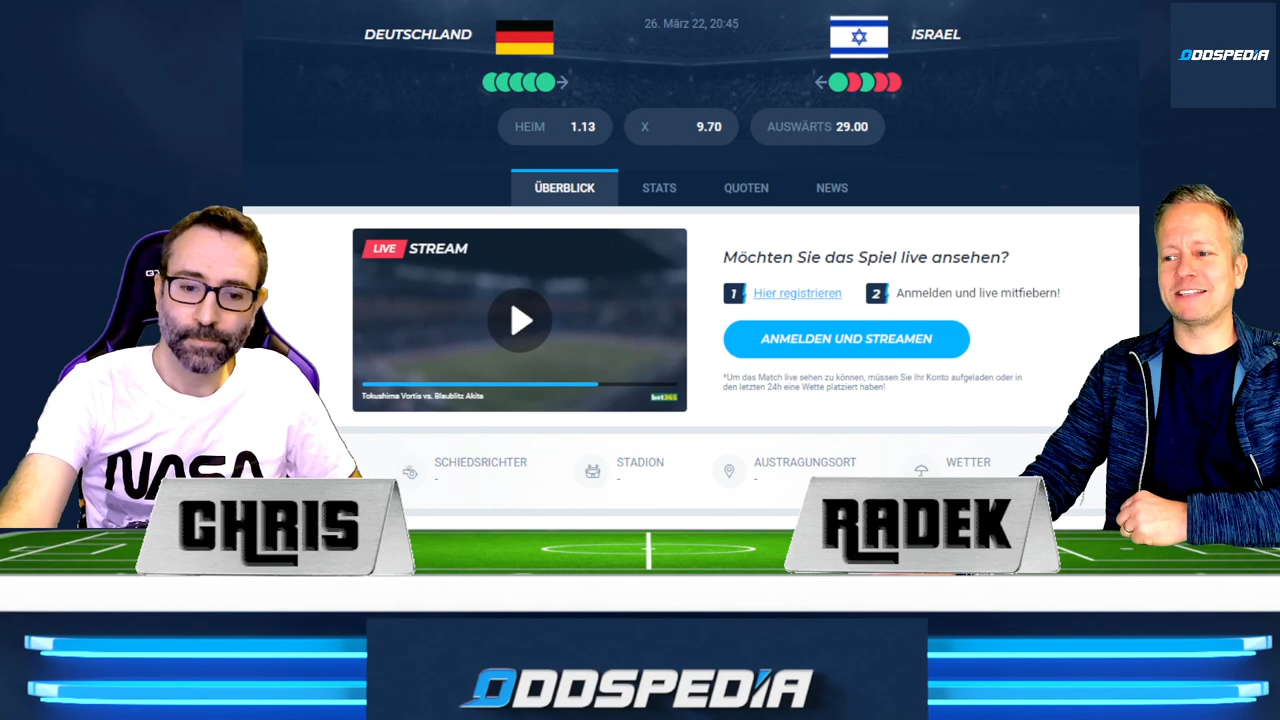 DEUTSCHLAND
26. März 22, 20:45
ISRAEL
ODDSPEDIA
HEIM 1.13
X 9.70
AUSWÄRTS 29.00
ÜBERBLICK
STATS
QUOTEN
NEWS
LIVE STREAM
Möchten Sie das Spiel live ansehen?
1 Hier registrieren
2 Anmelden und live mitfiebern!
ANMELDEN UND STREAMEN
*Um das Match live sehen zu können, müssen Sie Ihr Konto aufgeladen oder in
den letzten 24h eine Wette platziert haben!
Tokushima Vortis vs. Blaublitz Akita
bet365
SCHIEDSRICHTER
-
STADION
-
AUSTRAGUNGSORT
-
WETTER
NASA
CHRIS
RADEK
ODDSPEDIA